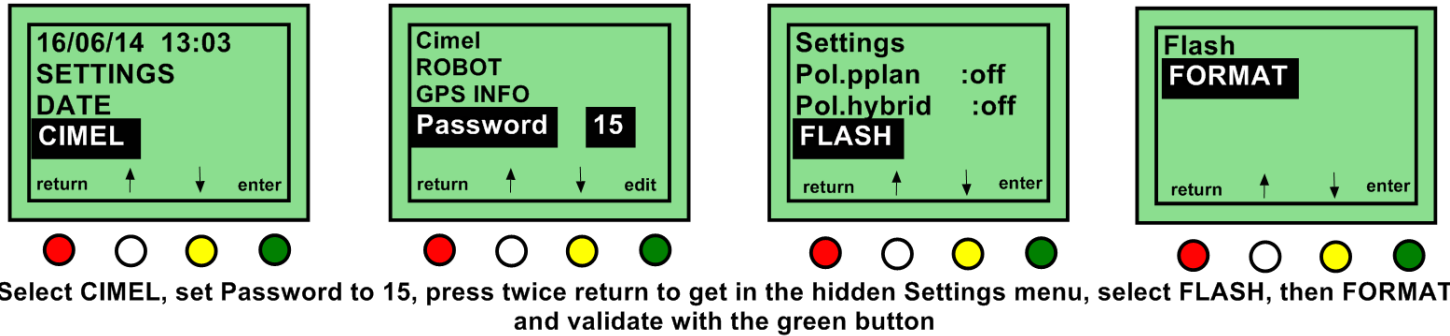 16/06/14 13:03
SETTINGS
DATE
CIMEL
return ↑ ↓ enter
Cimel
ROBOT
GPS INFO
Password 15
return ↑ ↓ edit
Settings
Pol.pplan :off
Pol.hybrid :off
FLASH
return ↑ ↓ enter
Flash
FORMAT
return ↑ ↓ enter
Select CIMEL, set Password to 15, press twice return to get in the hidden Settings menu, select FLASH, then FORMAT
and validate with the green button